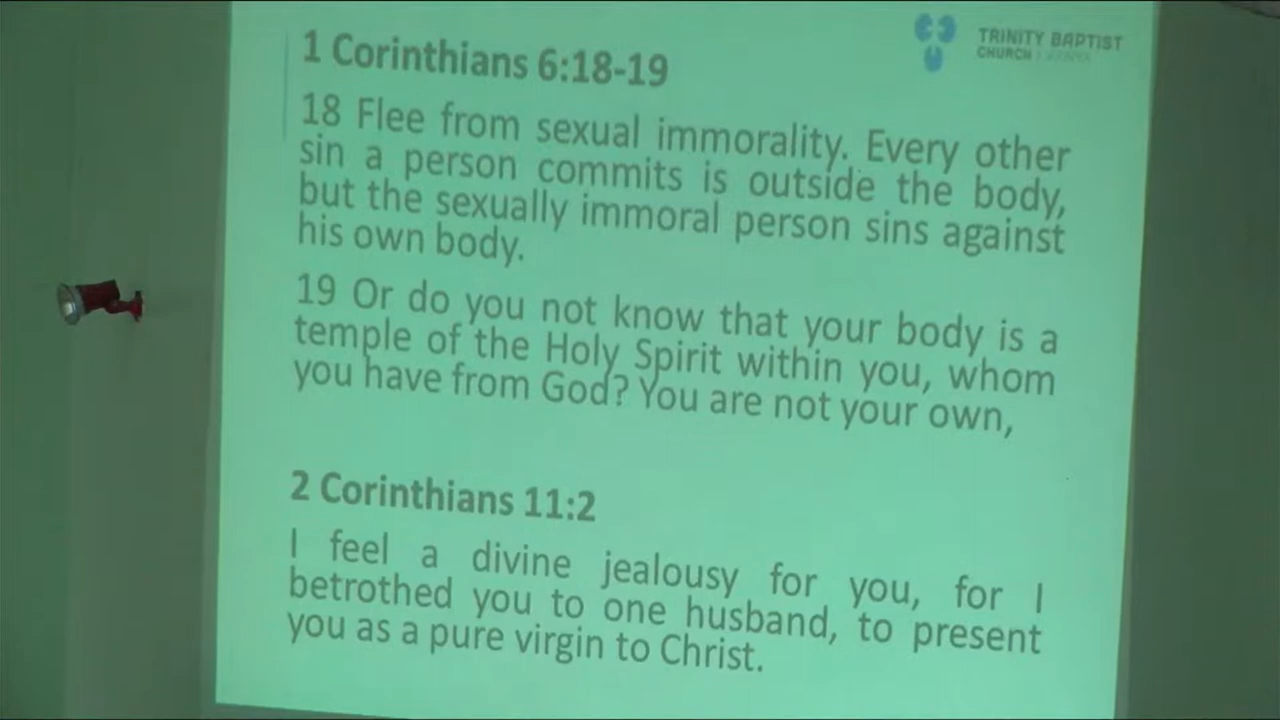 TRINITY BAPTIST
CHURCH
1 Corinthians 6:18-19
18 Flee from sexual immorality. Every other
sin a person commits is outside the body,
but the sexually immoral person sins against
his own body.
19 Or do you not know that your body is a
temple of the Holy Spirit within you, whom
you have from God? You are not your own,
2 Corinthians 11:2
I feel a divine jealousy for you, for I
betrothed you to one husband, to present
you as a pure virgin to Christ.